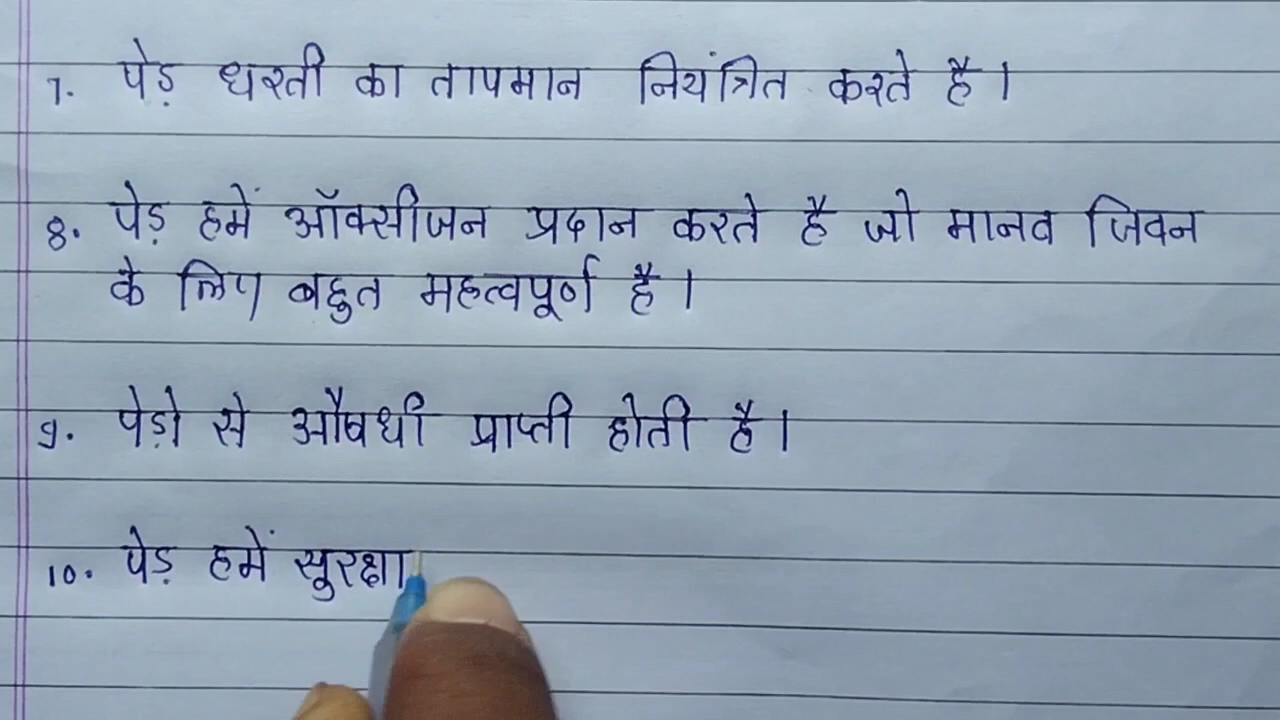 7. पेड़ धरती का तापमान नियंत्रित करते है।
8. पेड़ हमें ऑक्सीजन प्रदान करते है जो मानव जिवन
के लिए बहुत महत्वपूर्ण है।
9. पेड़ो से औषधी प्राप्ती होती है।
10. पेड़ हमें सुरक्षा